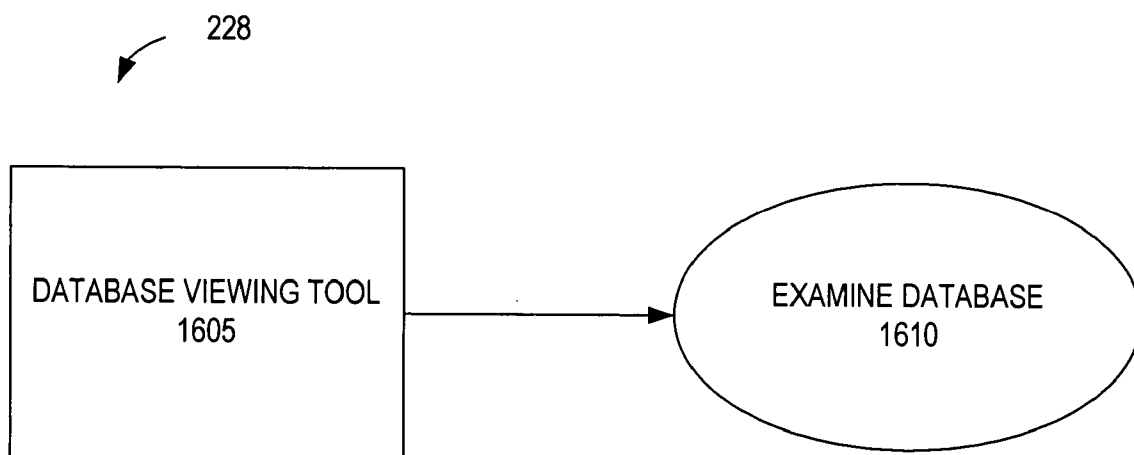 228
DATABASE VIEWING TOOL
1605
EXAMINE DATABASE
1610